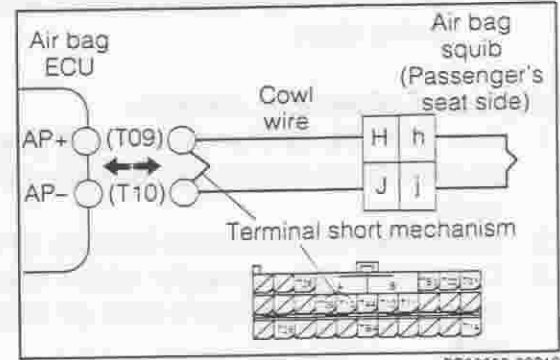 Air bag
ECU
Air bag
squib
(Passenger's
seat side)
Cowl
wire
AP+
(T09)
H
h
AP–
(T10)
J
j
Terminal short mechanism